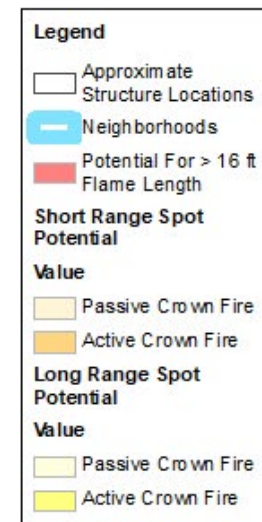 Legend
Approximate
Structure Locations
Neighborhoods
Potential For > 16 ft
Flame Length
Short Range Spot
Potential
Value
Passive Crown Fire
Active Crown Fire
Long Range Spot
Potential
Value
Passive Crown Fire
Active Crown Fire